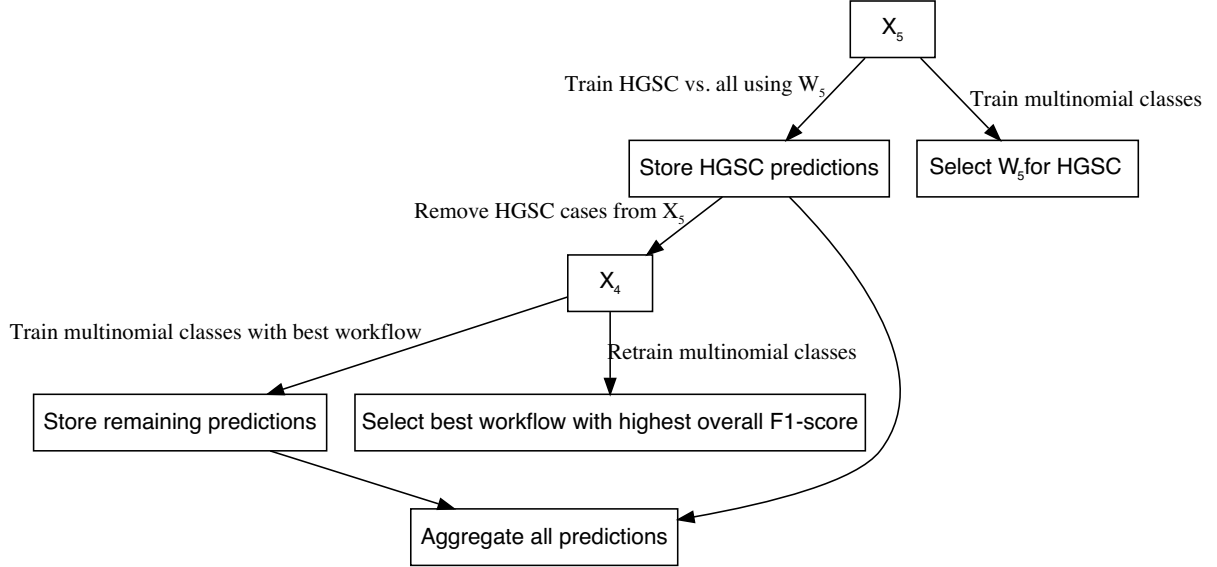 X₅
Train HGSC vs. all using W₅
Train multinomial classes
Store HGSC predictions
Select W₅for HGSC
Remove HGSC cases from X₅
X₄
Train multinomial classes with best workflow
Retrain multinomial classes
Store remaining predictions
Select best workflow with highest overall F1-score
Aggregate all predictions